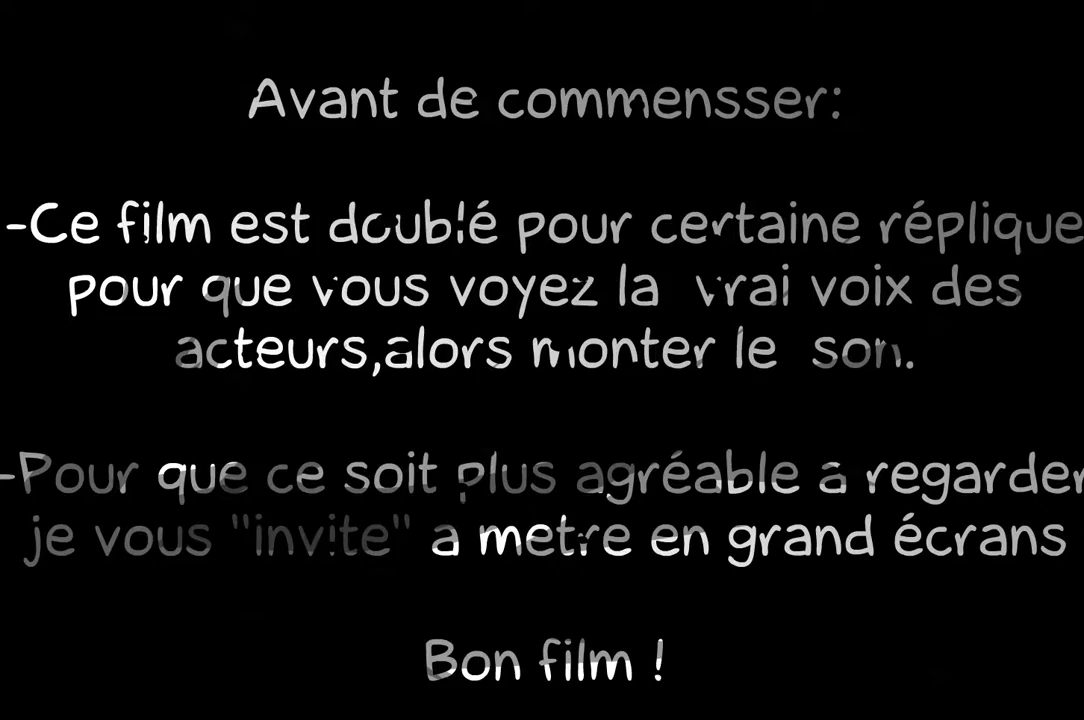 Avant de commensser:
-Ce film est doublé pour certaine réplique
pour que vous voyez la vrai voix des
acteurs,alors monter le son.
-Pour que ce soit plus agréable a regarder
je vous "invite" a metre en grand écrans
Bon film !